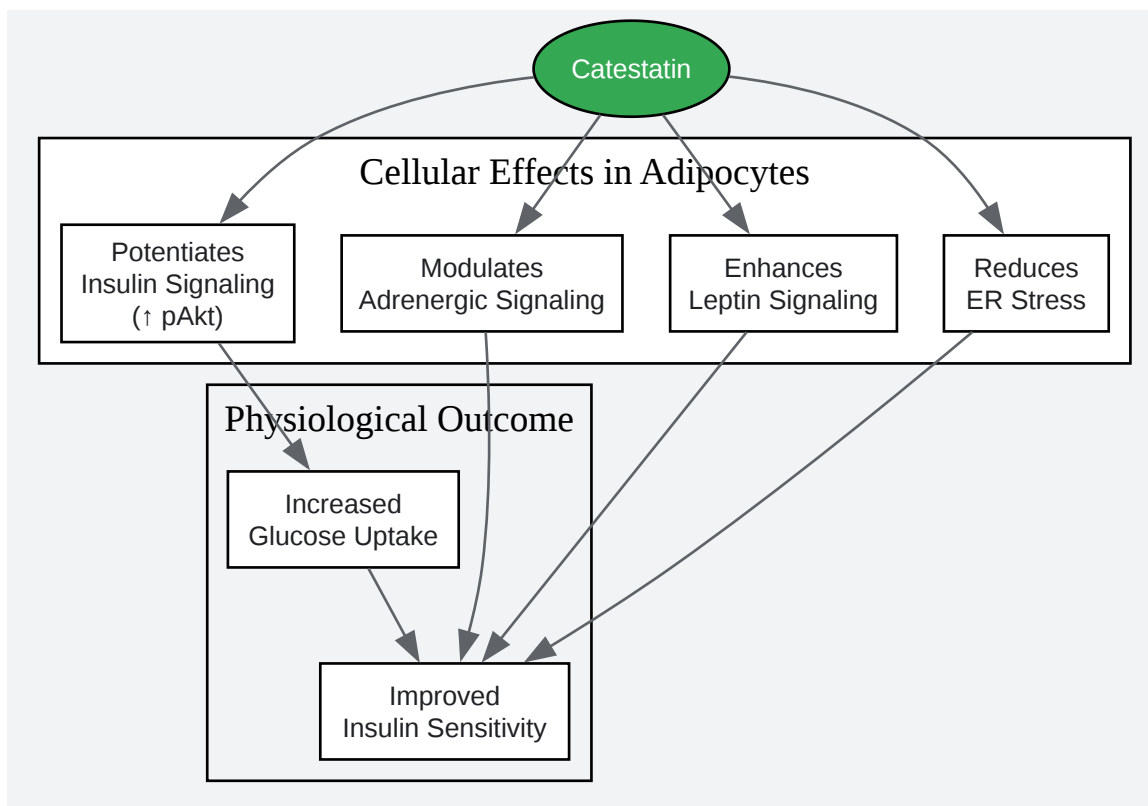 Catestatin
Cellular Effects in Adipocytes
Potentiates
Insulin Signaling
(↑ pAkt)
Modulates
Adrenergic Signaling
Enhances
Leptin Signaling
Reduces
ER Stress
Physiological Outcome
Increased
Glucose Uptake
Improved
Insulin Sensitivity